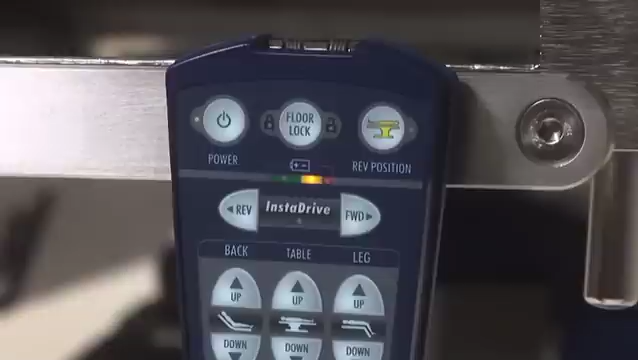 FLOOR
LOCK
POWER
REV POSITION
REV InstaDrive FWD
BACK TABLE LEG
UP UP UP
DOWN DOWN DOWN